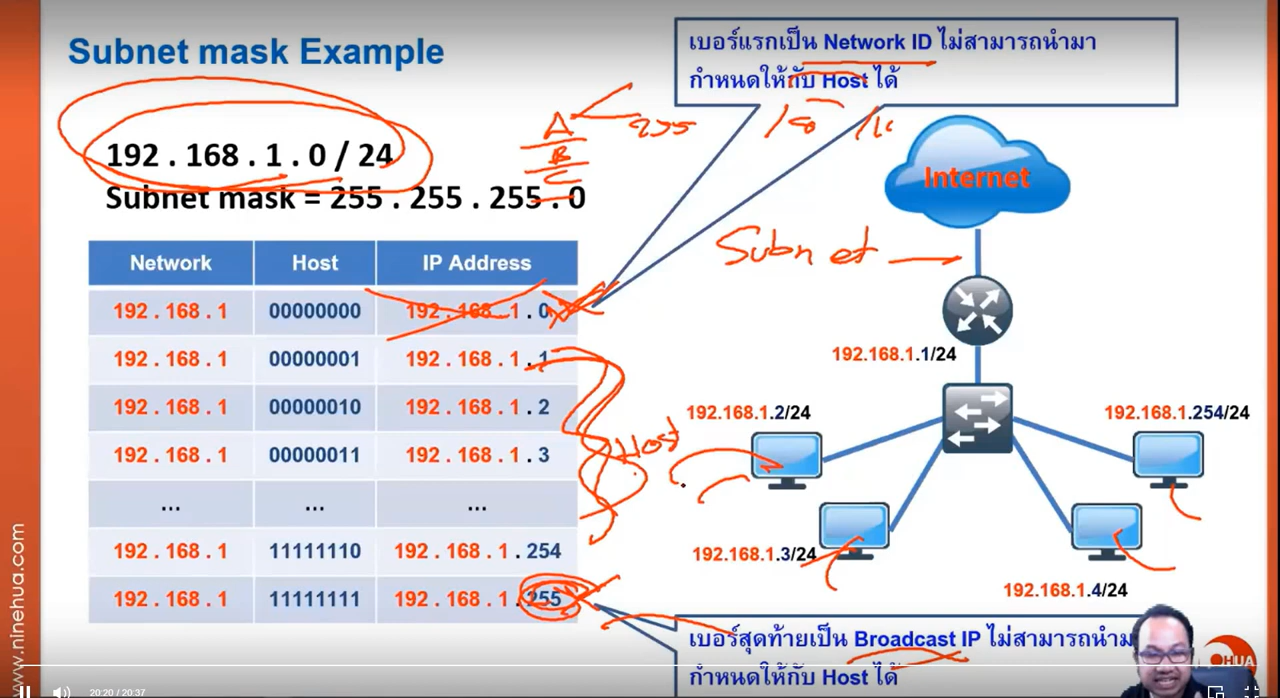 Subnet mask Example
เบอร์แรกเป็น Network ID ไม่สามารถนำมา
กำหนดให้กับ Host ได้
A
B
C
255
192 . 168 . 1 . 0 / 24
Subnet mask = 255 . 255 . 255 . 0
Internet
Subnet
Network Host IP Address
192 . 168 . 1 00000000 192 . 168 . 1 . 0
192 . 168 . 1 00000001 192 . 168 . 1 . 1
192 . 168 . 1 00000010 192 . 168 . 1 . 2
192 . 168 . 1 00000011 192 . 168 . 1 . 3
... ... ...
192 . 168 . 1 11111110 192 . 168 . 1 . 254
192 . 168 . 1 11111111 192 . 168 . 1 . 255
Host
192.168.1.1/24
192.168.1.2/24
192.168.1.254/24
192.168.1.3/24
192.168.1.4/24
เบอร์สุดท้ายเป็น Broadcast IP ไม่สามารถนำม
กำหนดให้กับ Host ได้
www.ninehua.com
HUA
20:20 / 20:37